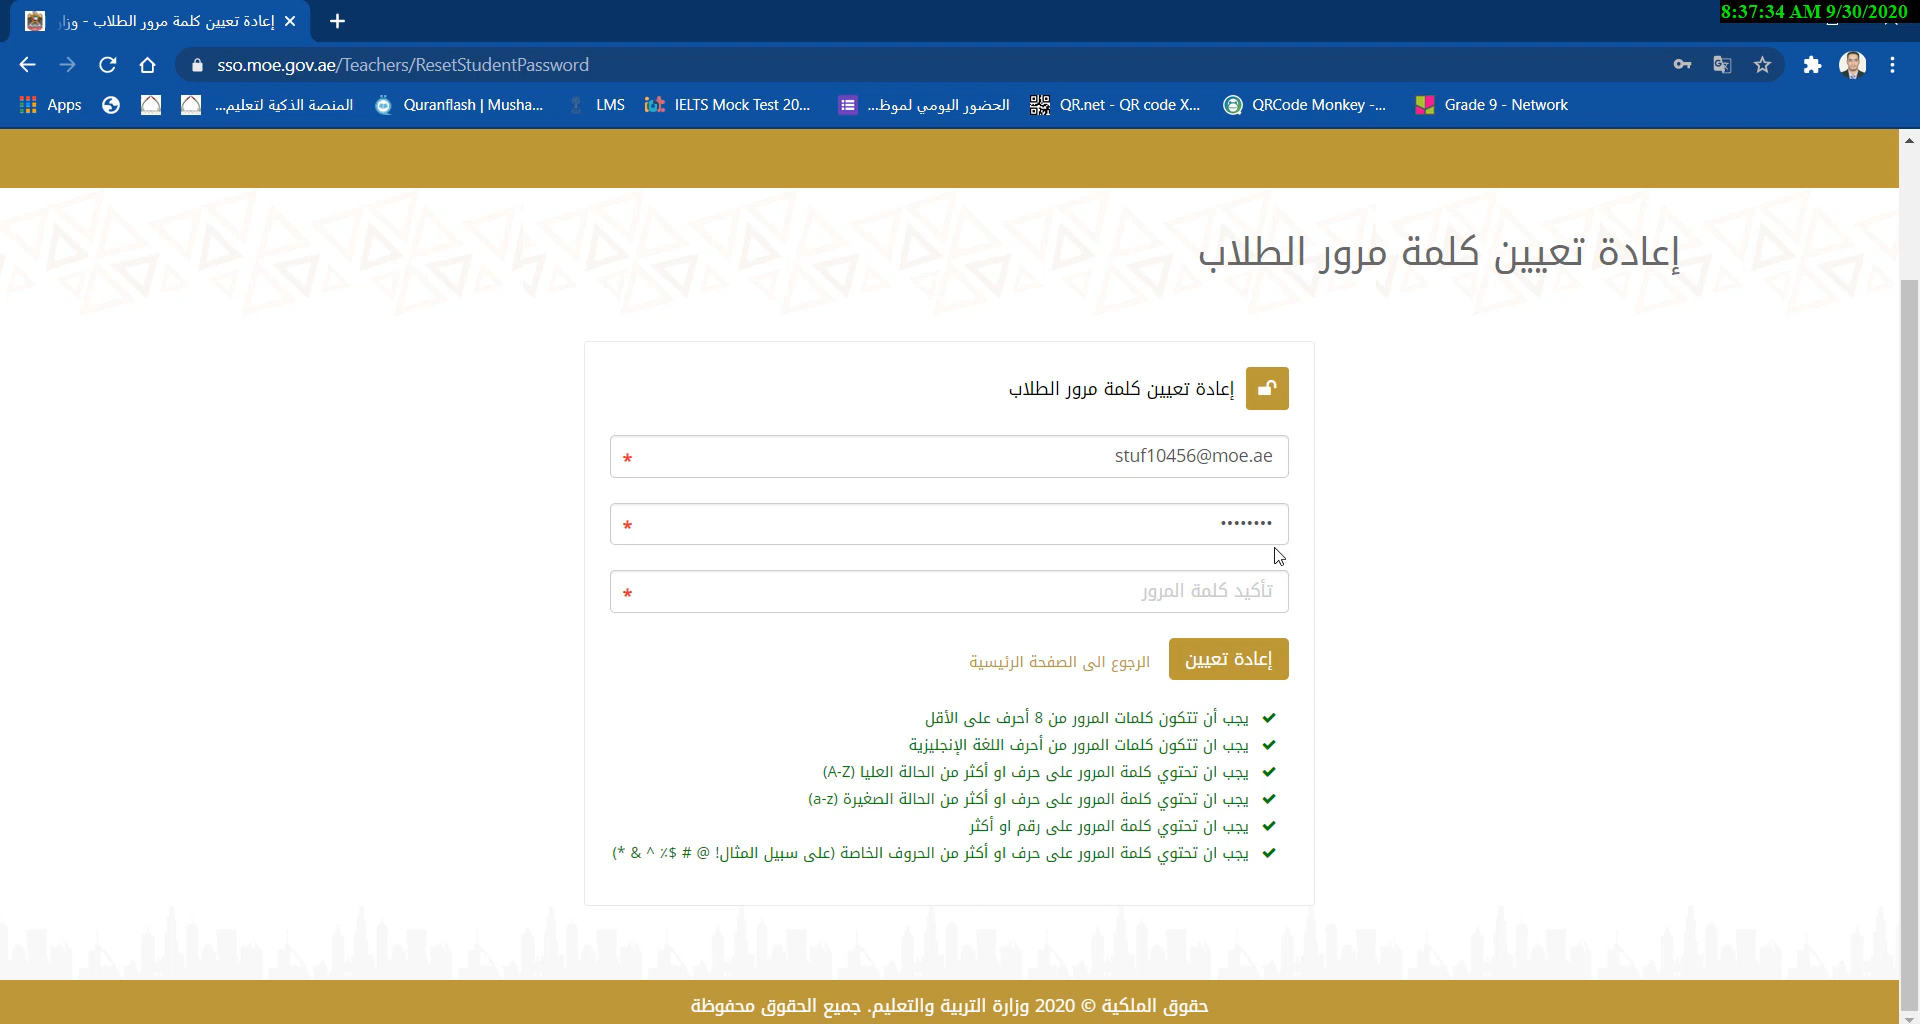 8:37:34 AM 9/30/2020
إعادة تعيين كلمة مرور الطلاب - وزار
sso.moe.gov.ae/Teachers/ResetStudentPassword
Apps
المنصة الذكية لتعليم...
Quranflash | Musha...
LMS
IELTS Mock Test 20...
الحضور اليومي لموظ...
QR.net - QR code X...
QRCode Monkey -...
Grade 9 - Network
إعادة تعيين كلمة مرور الطلاب
إعادة تعيين كلمة مرور الطلاب
stuf10456@moe.ae
*
••••••••
*
تأكيد كلمة المرور
*
إعادة تعيين
الرجوع الى الصفحة الرئيسية
يجب أن تتكون كلمات المرور من 8 أحرف على الأقل
يجب ان تتكون كلمات المرور من أحرف اللغة الإنجليزية
يجب ان تحتوي كلمة المرور على حرف او أكثر من الحالة العليا (A-Z)
يجب ان تحتوي كلمة المرور على حرف او أكثر من الحالة الصغيرة (a-z)
يجب ان تحتوي كلمة المرور على رقم او أكثر
يجب ان تحتوي كلمة المرور على حرف او أكثر من الحروف الخاصة (على سبيل المثال! @ # $٪ ^ & *)
حقوق الملكية © 2020 وزارة التربية والتعليم. جميع الحقوق محفوظة